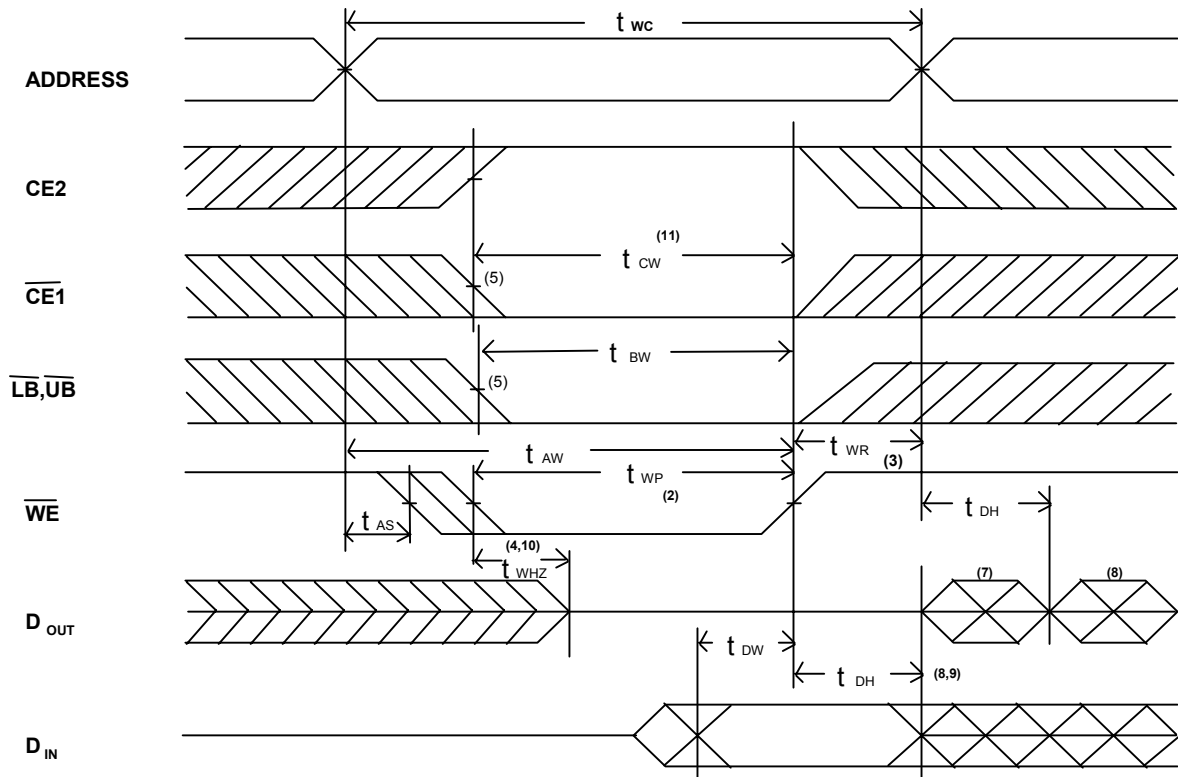 t WC
ADDRESS
CE2
(11)
t CW
CE1
(5)
t BW
LB,UB
(5)
t AW
t WR
(3)
t WP
(2)
WE
t AS
t DH
(4,10)
t WHZ
(7)
(8)
D OUT
t DW
t DH
(8,9)
D IN